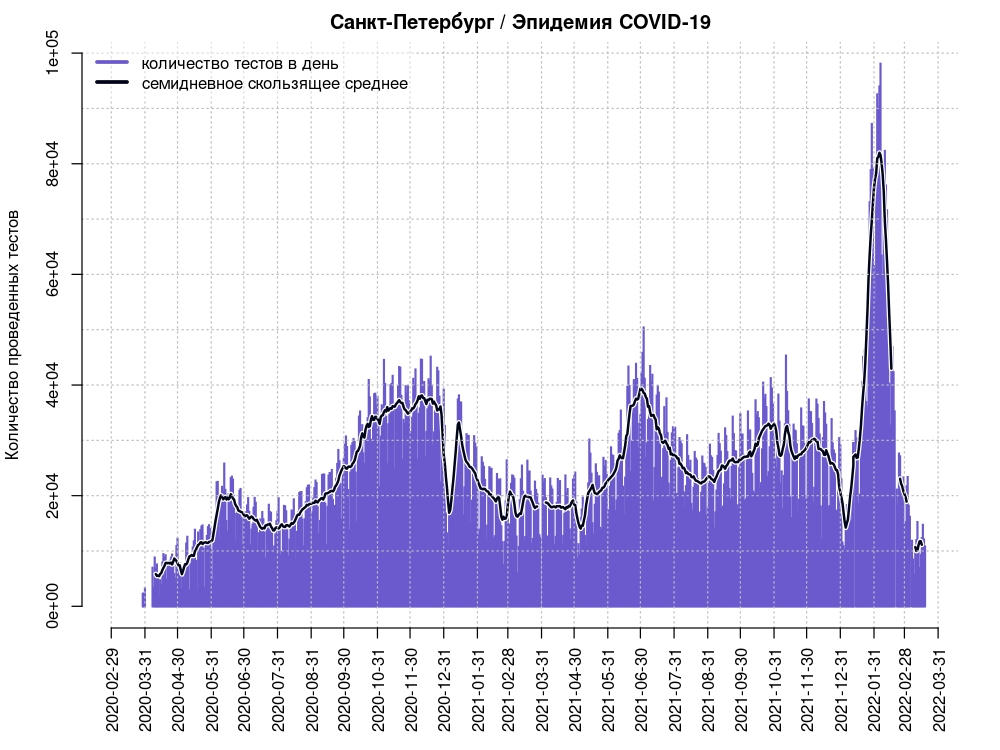 Санкт-Петербург / Эпидемия COVID-19
количество тестов в день
семидневное скользящее среднее
Количество проведенных тестов
1e+05
8e+04
6e+04
4e+04
2e+04
0e+00
2020-02-29
2020-03-31
2020-04-30
2020-05-31
2020-06-30
2020-07-31
2020-08-31
2020-09-30
2020-10-31
2020-11-30
2020-12-31
2021-01-31
2021-02-28
2021-03-31
2021-04-30
2021-05-31
2021-06-30
2021-07-31
2021-08-31
2021-09-30
2021-10-31
2021-11-30
2021-12-31
2022-01-31
2022-02-28
2022-03-31